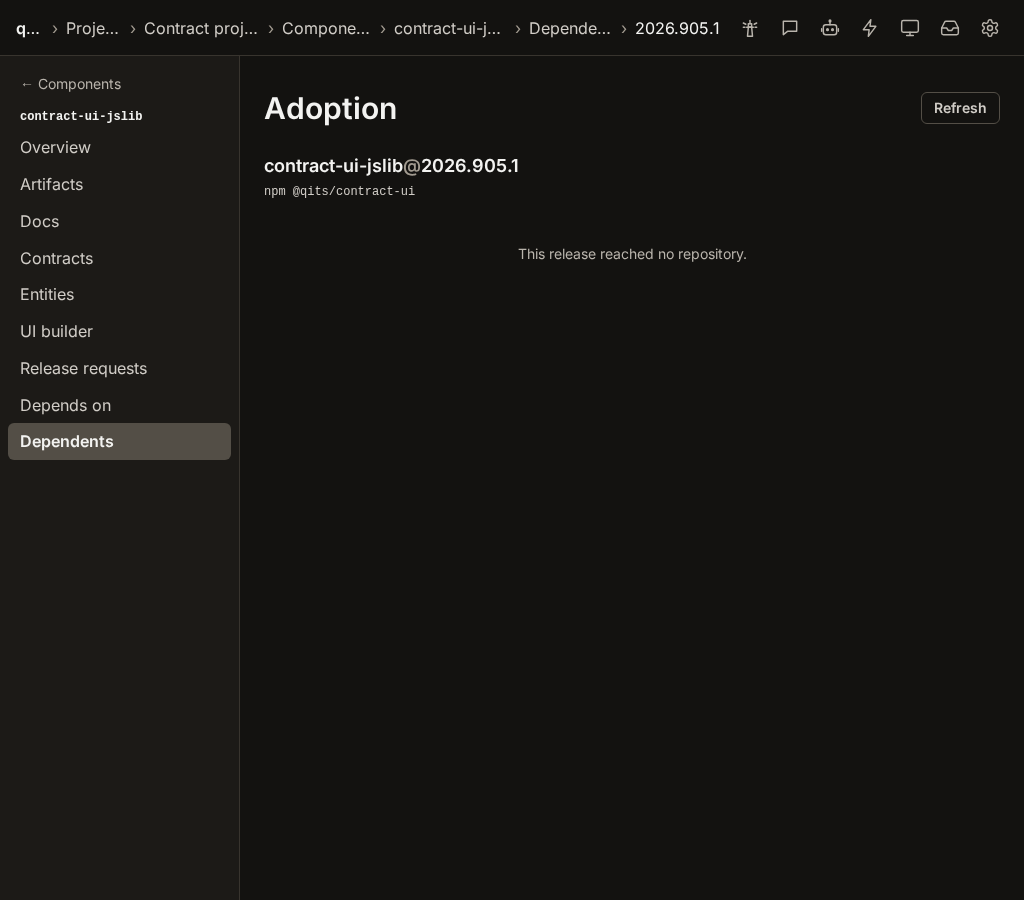 q... › Proje... › Contract proj... › Compone... › contract-ui-j... › Depende... › 2026.905.1
← Components
contract-ui-jslib
Overview
Artifacts
Docs
Contracts
Entities
UI builder
Release requests
Depends on
Dependents
Adoption
Refresh
contract-ui-jslib@2026.905.1
npm @qits/contract-ui
This release reached no repository.